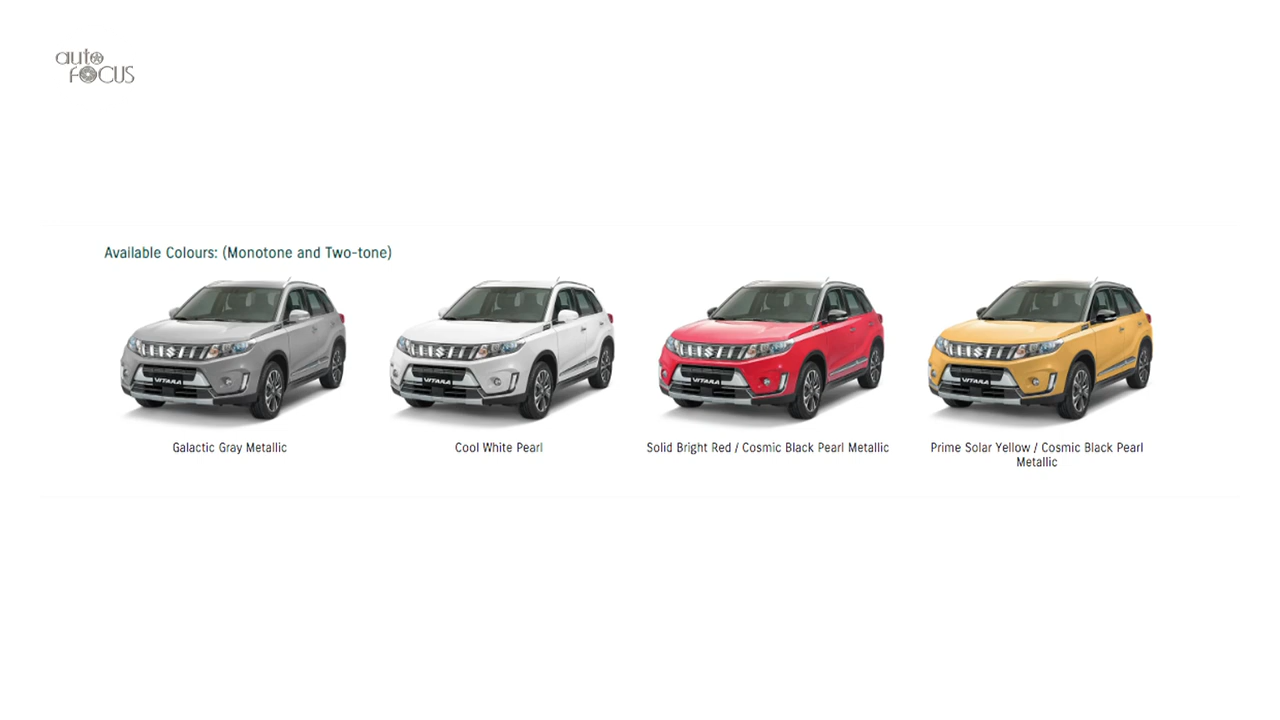 auto
FOCUS
Available Colours: (Monotone and Two-tone)
VITARA
VITARA
VITARA
VITARA
Galactic Gray Metallic
Cool White Pearl
Solid Bright Red / Cosmic Black Pearl Metallic
Prime Solar Yellow / Cosmic Black Pearl
Metallic